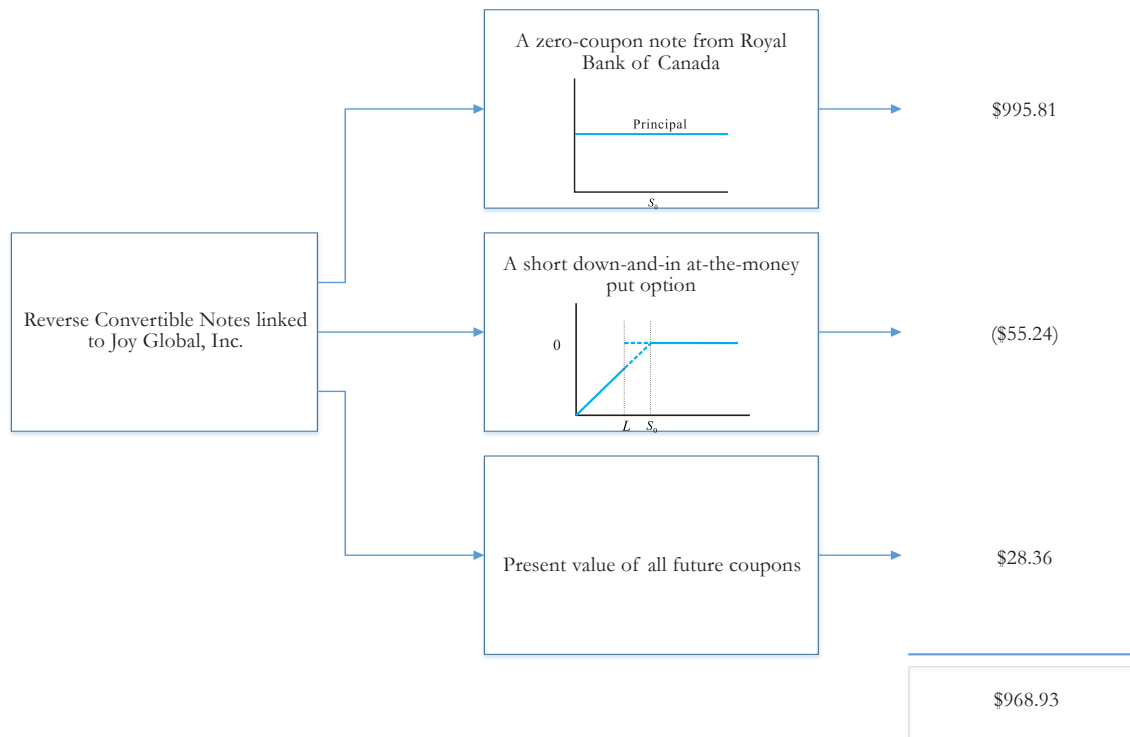 A zero-coupon note from Royal
Bank of Canada
Principal
S₀
$995.81
Reverse Convertible Notes linked
to Joy Global, Inc.
A short down-and-in at-the-money
put option
0
L S₀
($55.24)
Present value of all future coupons
$28.36
$968.93